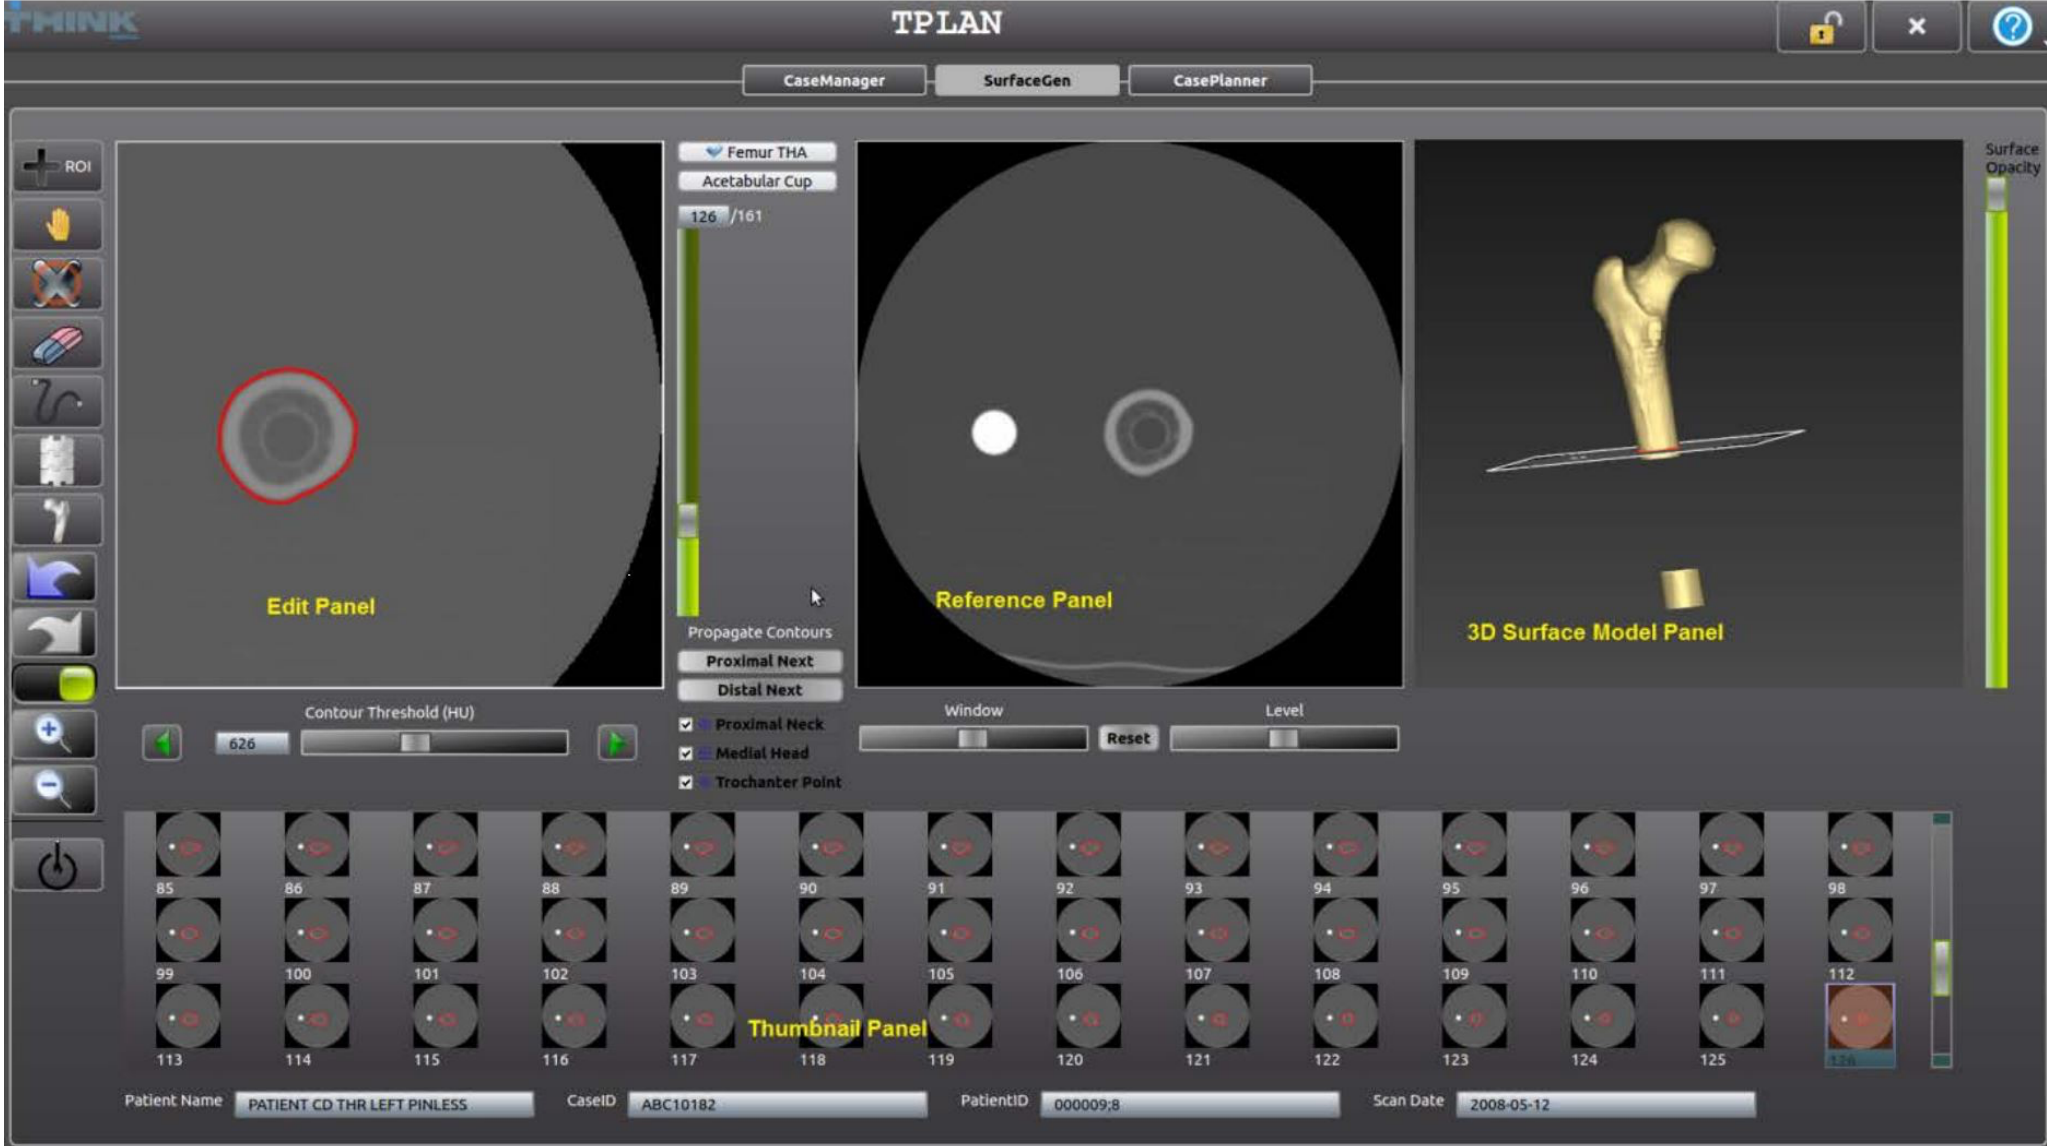 THINK
TPLAN
CaseManager SurfaceGen CasePlanner
ROI
Femur THA
Acetabular Cup
126 /161
Surface
Opacity
Edit Panel
Reference Panel
3D Surface Model Panel
Propagate Contours
Proximal Next
Distal Next
Proximal Neck
Medial Head
Trochanter Point
Contour Threshold (HU)
626
Window
Reset
Level
85 86 87 88 89 90 91 92 93 94 95 96 97 98
99 100 101 102 103 104 105 106 107 108 109 110 111 112
Thumbnail Panel
113 114 115 116 117 118 119 120 121 122 123 124 125 126
Patient Name PATIENT CD THR LEFT PINLESS CaseID ABC10182 PatientID 000009;8 Scan Date 2008-05-12